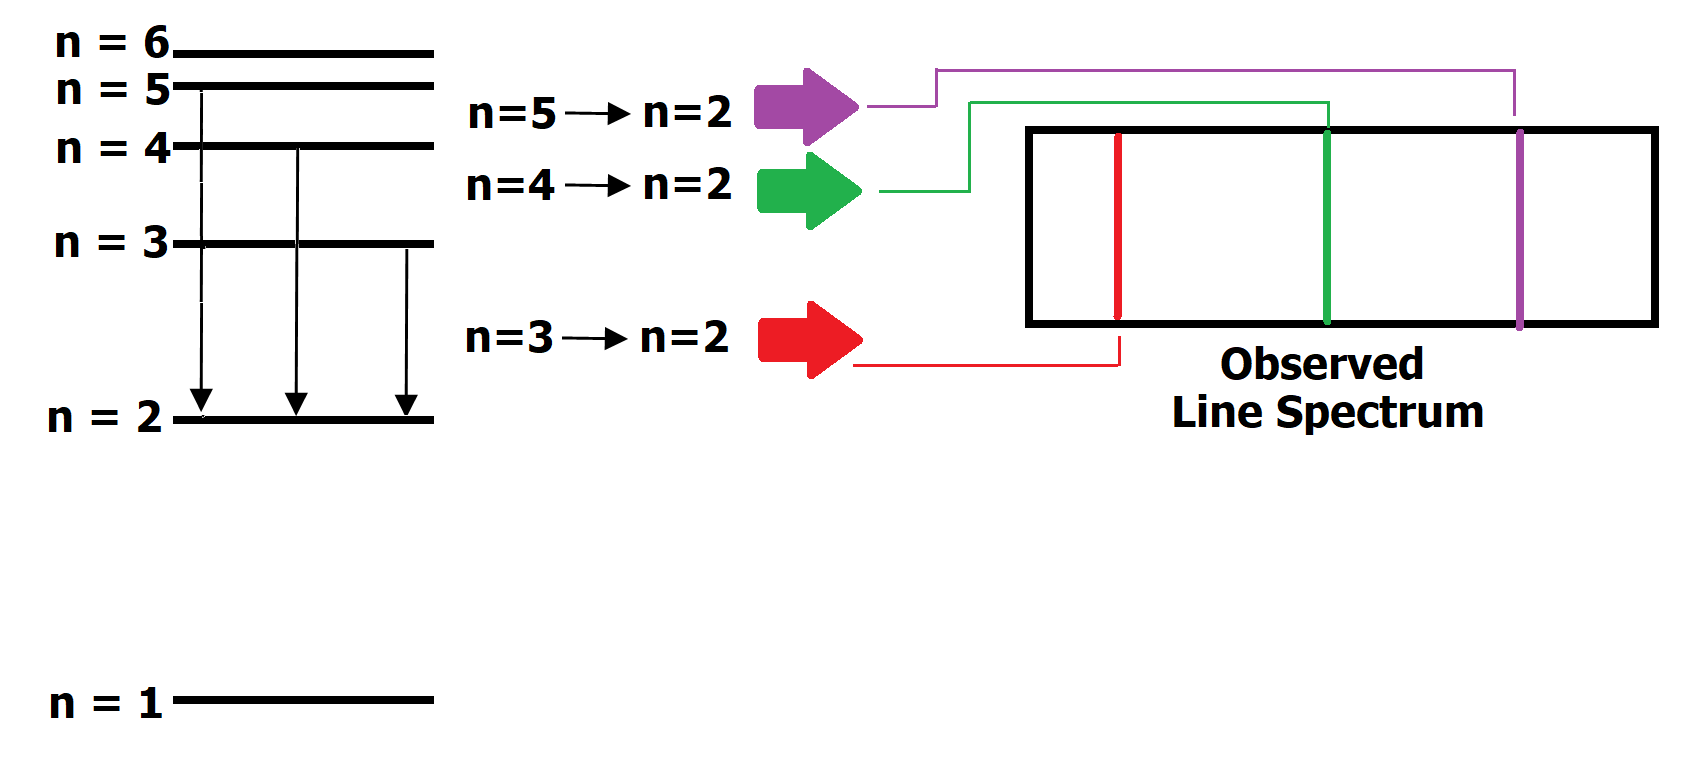 n = 6
n = 5
n = 4
n = 3
n = 2
n = 1
n=5 → n=2
n=4 → n=2
n=3 → n=2
Observed
Line Spectrum